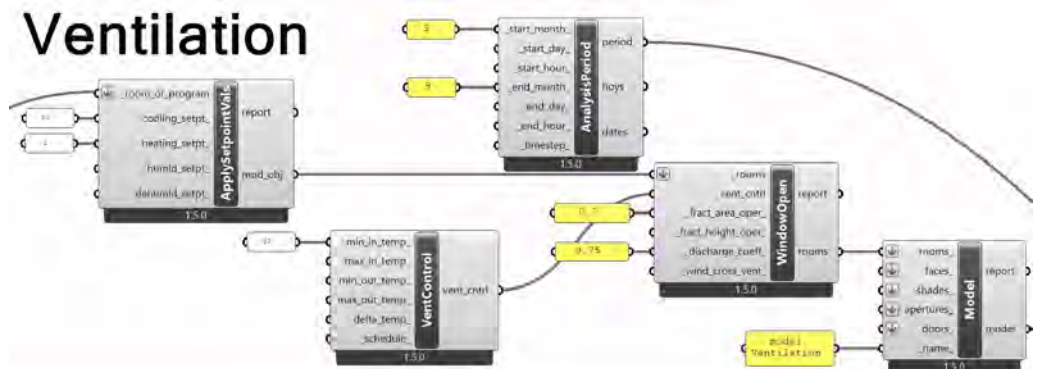 Ventilation
_room_or_program
cooling_setpt_
heating_setpt_
humid_setpt_
dehumid_setpt_
ApplySetpointVals
report
mod_obj
1.5.0
_start_month_
_start_day_
_start_hour_
_end_month_
_end_day_
_end_hour_
_timestep_
AnalysisPeriod
period
hoys
dates
1.5.0
min_in_temp_
max_in_temp_
min_out_temp_
max_out_temp_
delta_temp_
_schedule_
VentControl
vent_cntrl
1.5.0
0.75
_rooms
vent_cntrl
_fract_area_oper_
_fract_height_oper_
_discharge_coeff_
_wind_cross_vent_
WindowOpen
report
rooms
1.5.0
model
Ventilation
rooms_
faces_
shades_
apertures_
doors_
_name_
Model
report
model
1.5.0